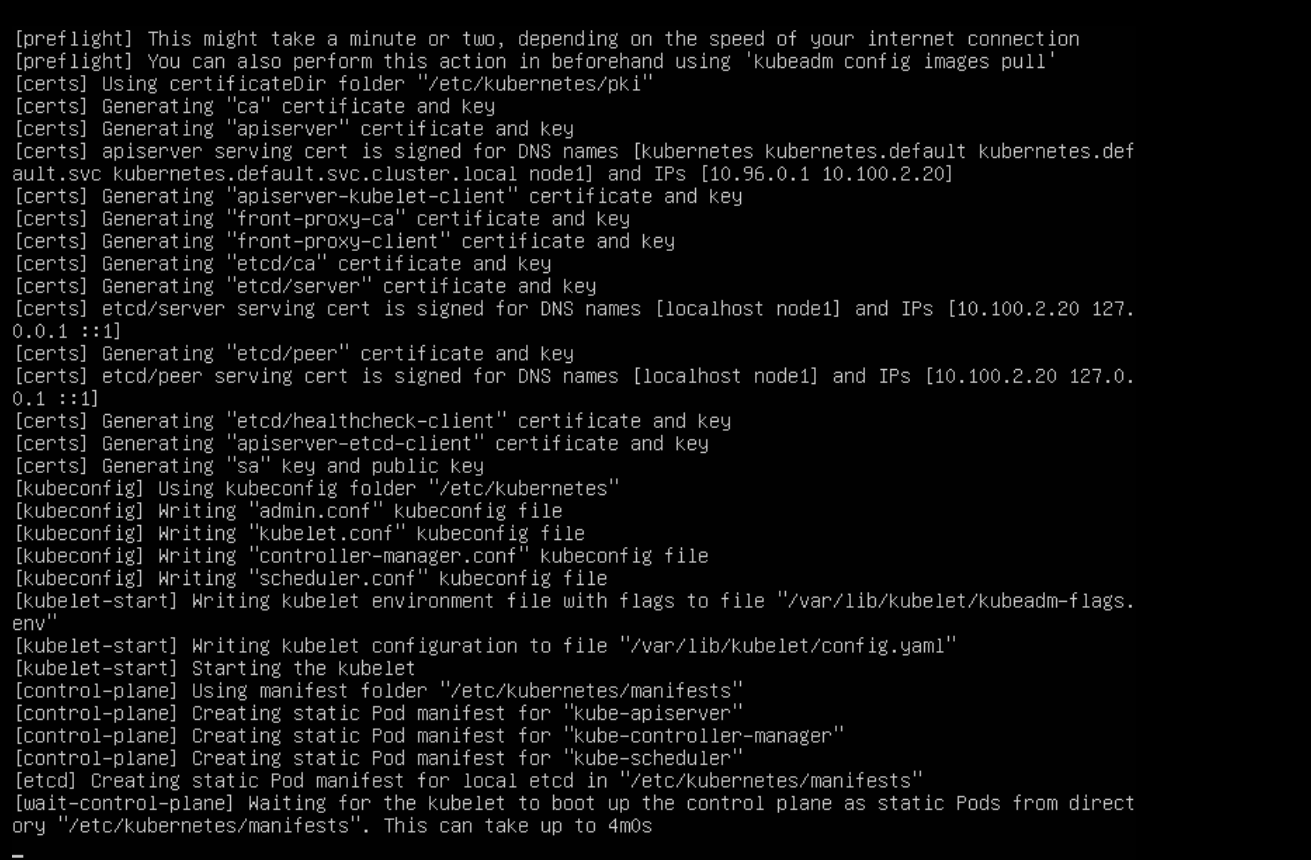 [preflight] This might take a minute or two, depending on the speed of your internet connection
[preflight] You can also perform this action in beforehand using 'kubeadm config images pull'
[certs] Using certificateDir folder "/etc/kubernetes/pki"
[certs] Generating "ca" certificate and key
[certs] Generating "apiserver" certificate and key
[certs] apiserver serving cert is signed for DNS names [kubernetes kubernetes.default kubernetes.def
ault.svc kubernetes.default.svc.cluster.local node1] and IPs [10.96.0.1 10.100.2.20]
[certs] Generating "apiserver-kubelet-client" certificate and key
[certs] Generating "front-proxy-ca" certificate and key
[certs] Generating "front-proxy-client" certificate and key
[certs] Generating "etcd/ca" certificate and key
[certs] Generating "etcd/server" certificate and key
[certs] etcd/server serving cert is signed for DNS names [localhost node1] and IPs [10.100.2.20 127.
0.0.1 ::1]
[certs] Generating "etcd/peer" certificate and key
[certs] etcd/peer serving cert is signed for DNS names [localhost node1] and IPs [10.100.2.20 127.0.
0.1 ::1]
[certs] Generating "etcd/healthcheck-client" certificate and key
[certs] Generating "apiserver-etcd-client" certificate and key
[certs] Generating "sa" key and public key
[kubeconfig] Using kubeconfig folder "/etc/kubernetes"
[kubeconfig] Writing "admin.conf" kubeconfig file
[kubeconfig] Writing "kubelet.conf" kubeconfig file
[kubeconfig] Writing "controller-manager.conf" kubeconfig file
[kubeconfig] Writing "scheduler.conf" kubeconfig file
[kubelet-start] Writing kubelet environment file with flags to file "/var/lib/kubelet/kubeadm-flags.
env"
[kubelet-start] Writing kubelet configuration to file "/var/lib/kubelet/config.yaml"
[kubelet-start] Starting the kubelet
[control-plane] Using manifest folder "/etc/kubernetes/manifests"
[control-plane] Creating static Pod manifest for "kube-apiserver"
[control-plane] Creating static Pod manifest for "kube-controller-manager"
[control-plane] Creating static Pod manifest for "kube-scheduler"
[etcd] Creating static Pod manifest for local etcd in "/etc/kubernetes/manifests"
[wait-control-plane] Waiting for the kubelet to boot up the control plane as static Pods from direct
ory "/etc/kubernetes/manifests". This can take up to 4m0s